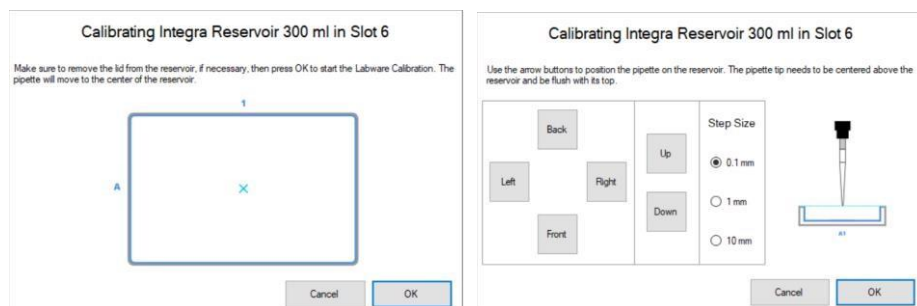 Calibrating Integra Reservoir 300 ml in Slot 6
Make sure to remove the lid from the reservoir, if necessary, then press OK to start the Labware Calibration. The
pipette will move to the center of the reservoir.
1
A
Cancel
OK
Calibrating Integra Reservoir 300 ml in Slot 6
Use the arrow buttons to position the pipette on the reservoir. The pipette tip needs to be centered above the
reservoir and be flush with its top.
Back
Left
Right
Front
Up
Down
Step Size
0.1 mm
1 mm
10 mm
A1
Cancel
OK